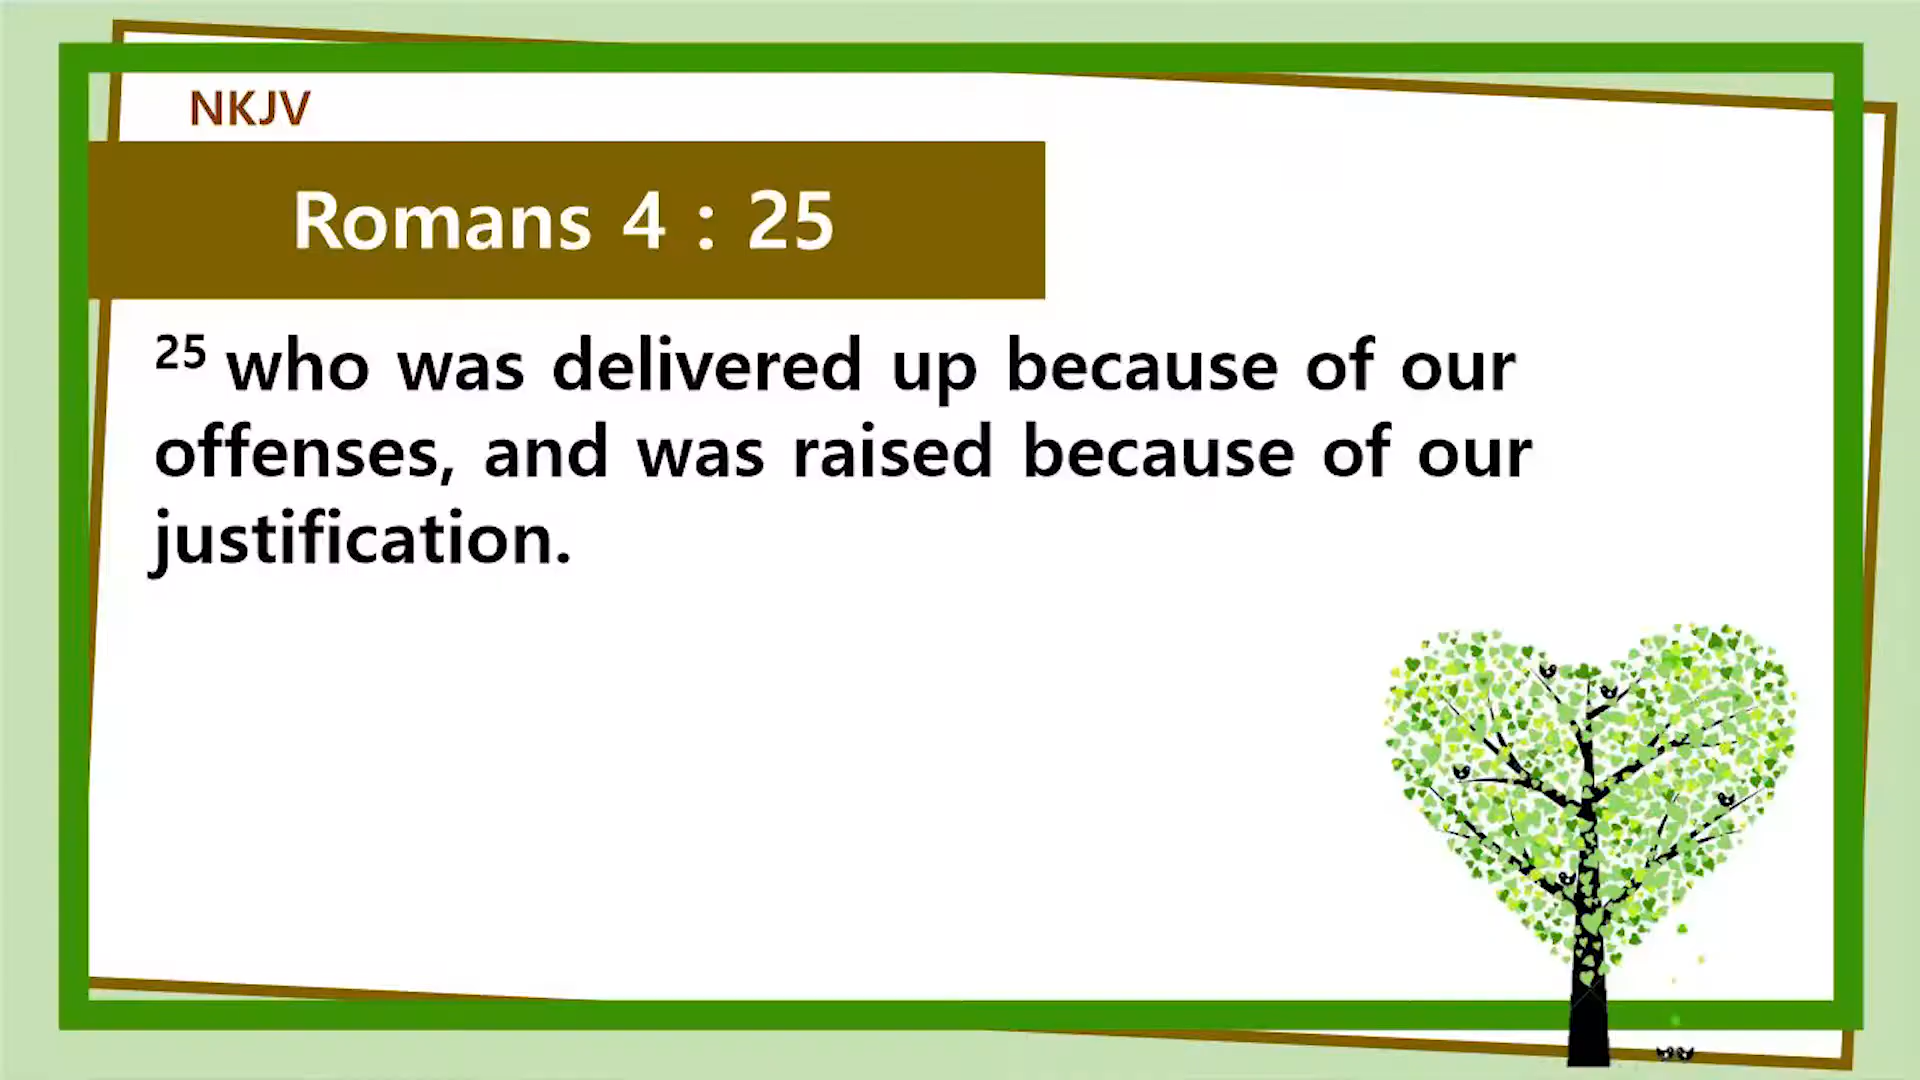 NKJV
Romans 4 : 25
25 who was delivered up because of our
offenses, and was raised because of our
justification.